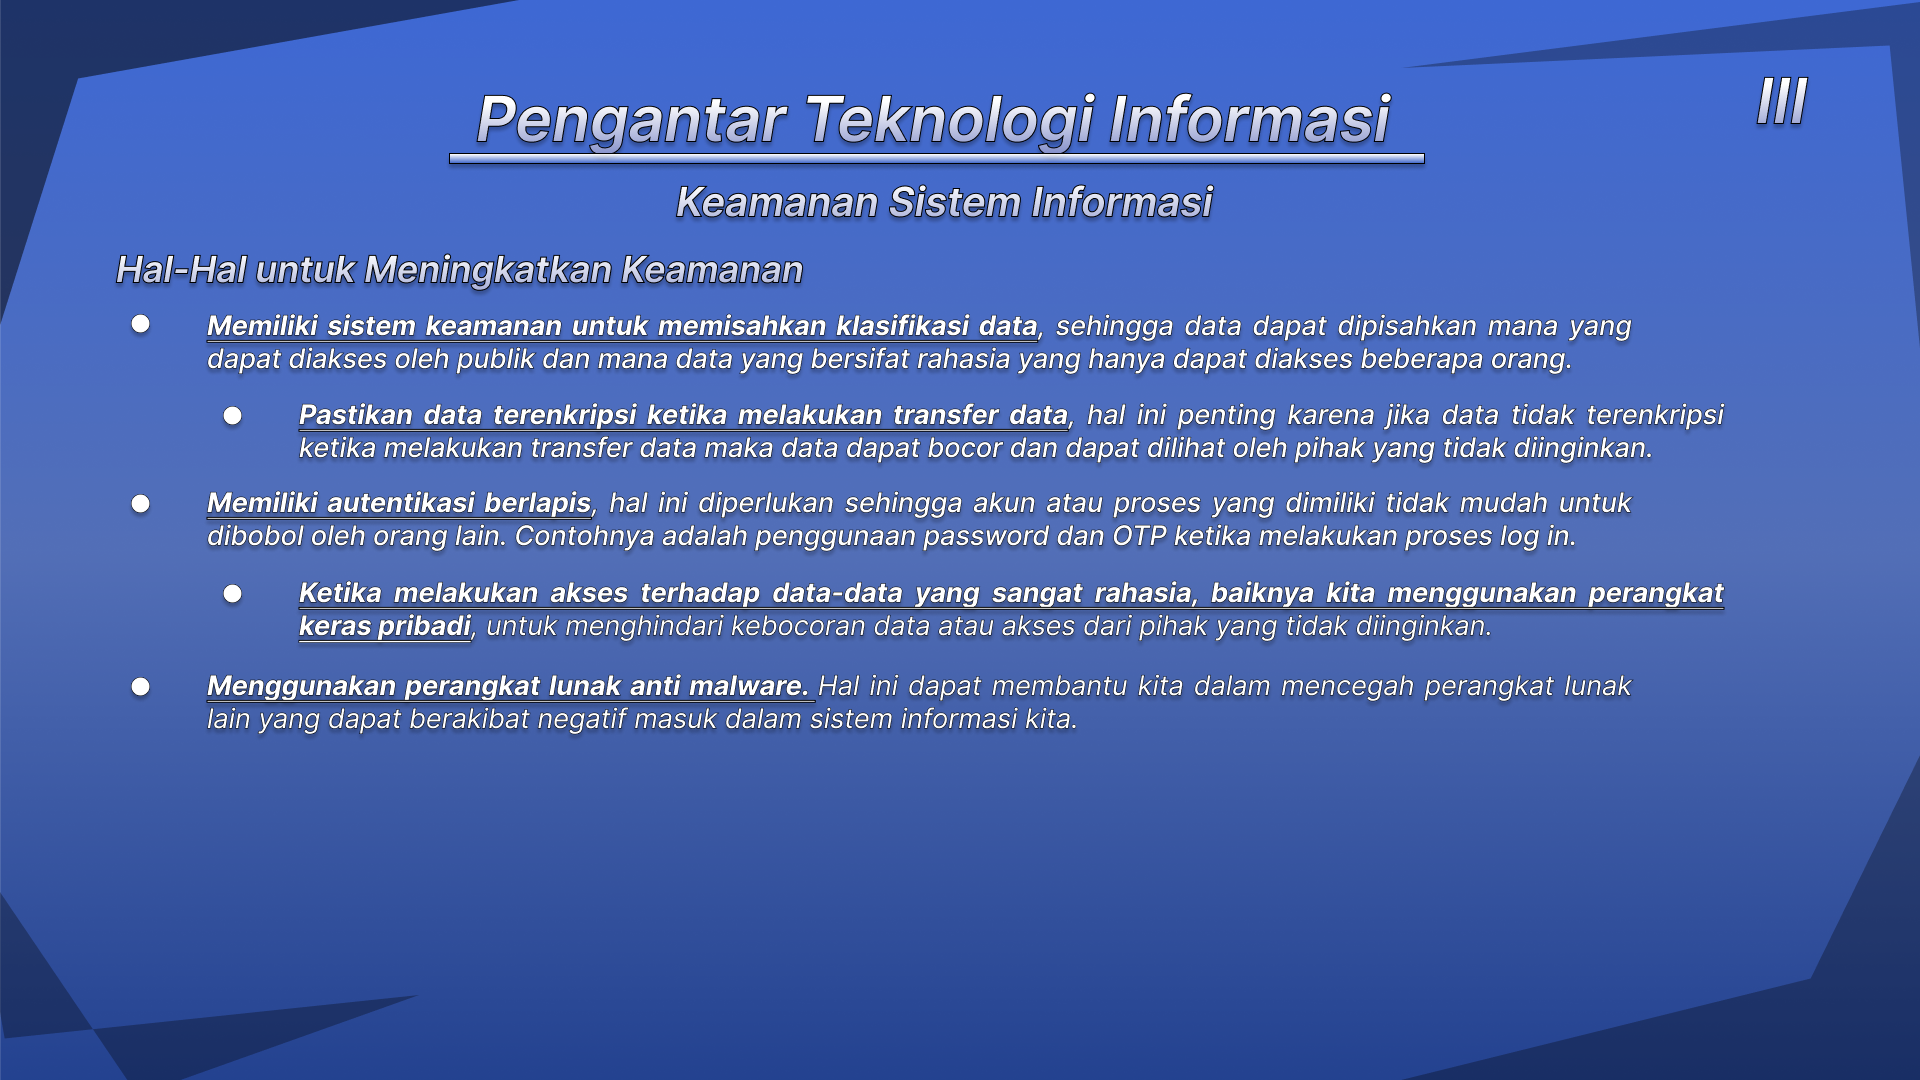 Pengantar Teknologi Informasi
III
Keamanan Sistem Informasi
Hal-Hal untuk Meningkatkan Keamanan
Memiliki sistem keamanan untuk memisahkan klasifikasi data, sehingga data dapat dipisahkan mana yang
dapat diakses oleh publik dan mana data yang bersifat rahasia yang hanya dapat diakses beberapa orang.
Pastikan data terenkripsi ketika melakukan transfer data, hal ini penting karena jika data tidak terenkripsi
ketika melakukan transfer data maka data dapat bocor dan dapat dilihat oleh pihak yang tidak diinginkan.
Memiliki autentikasi berlapis, hal ini diperlukan sehingga akun atau proses yang dimiliki tidak mudah untuk
dibobol oleh orang lain. Contohnya adalah penggunaan password dan OTP ketika melakukan proses log in.
Ketika melakukan akses terhadap data-data yang sangat rahasia, baiknya kita menggunakan perangkat
keras pribadi, untuk menghindari kebocoran data atau akses dari pihak yang tidak diinginkan.
Menggunakan perangkat lunak anti malware. Hal ini dapat membantu kita dalam mencegah perangkat lunak
lain yang dapat berakibat negatif masuk dalam sistem informasi kita.